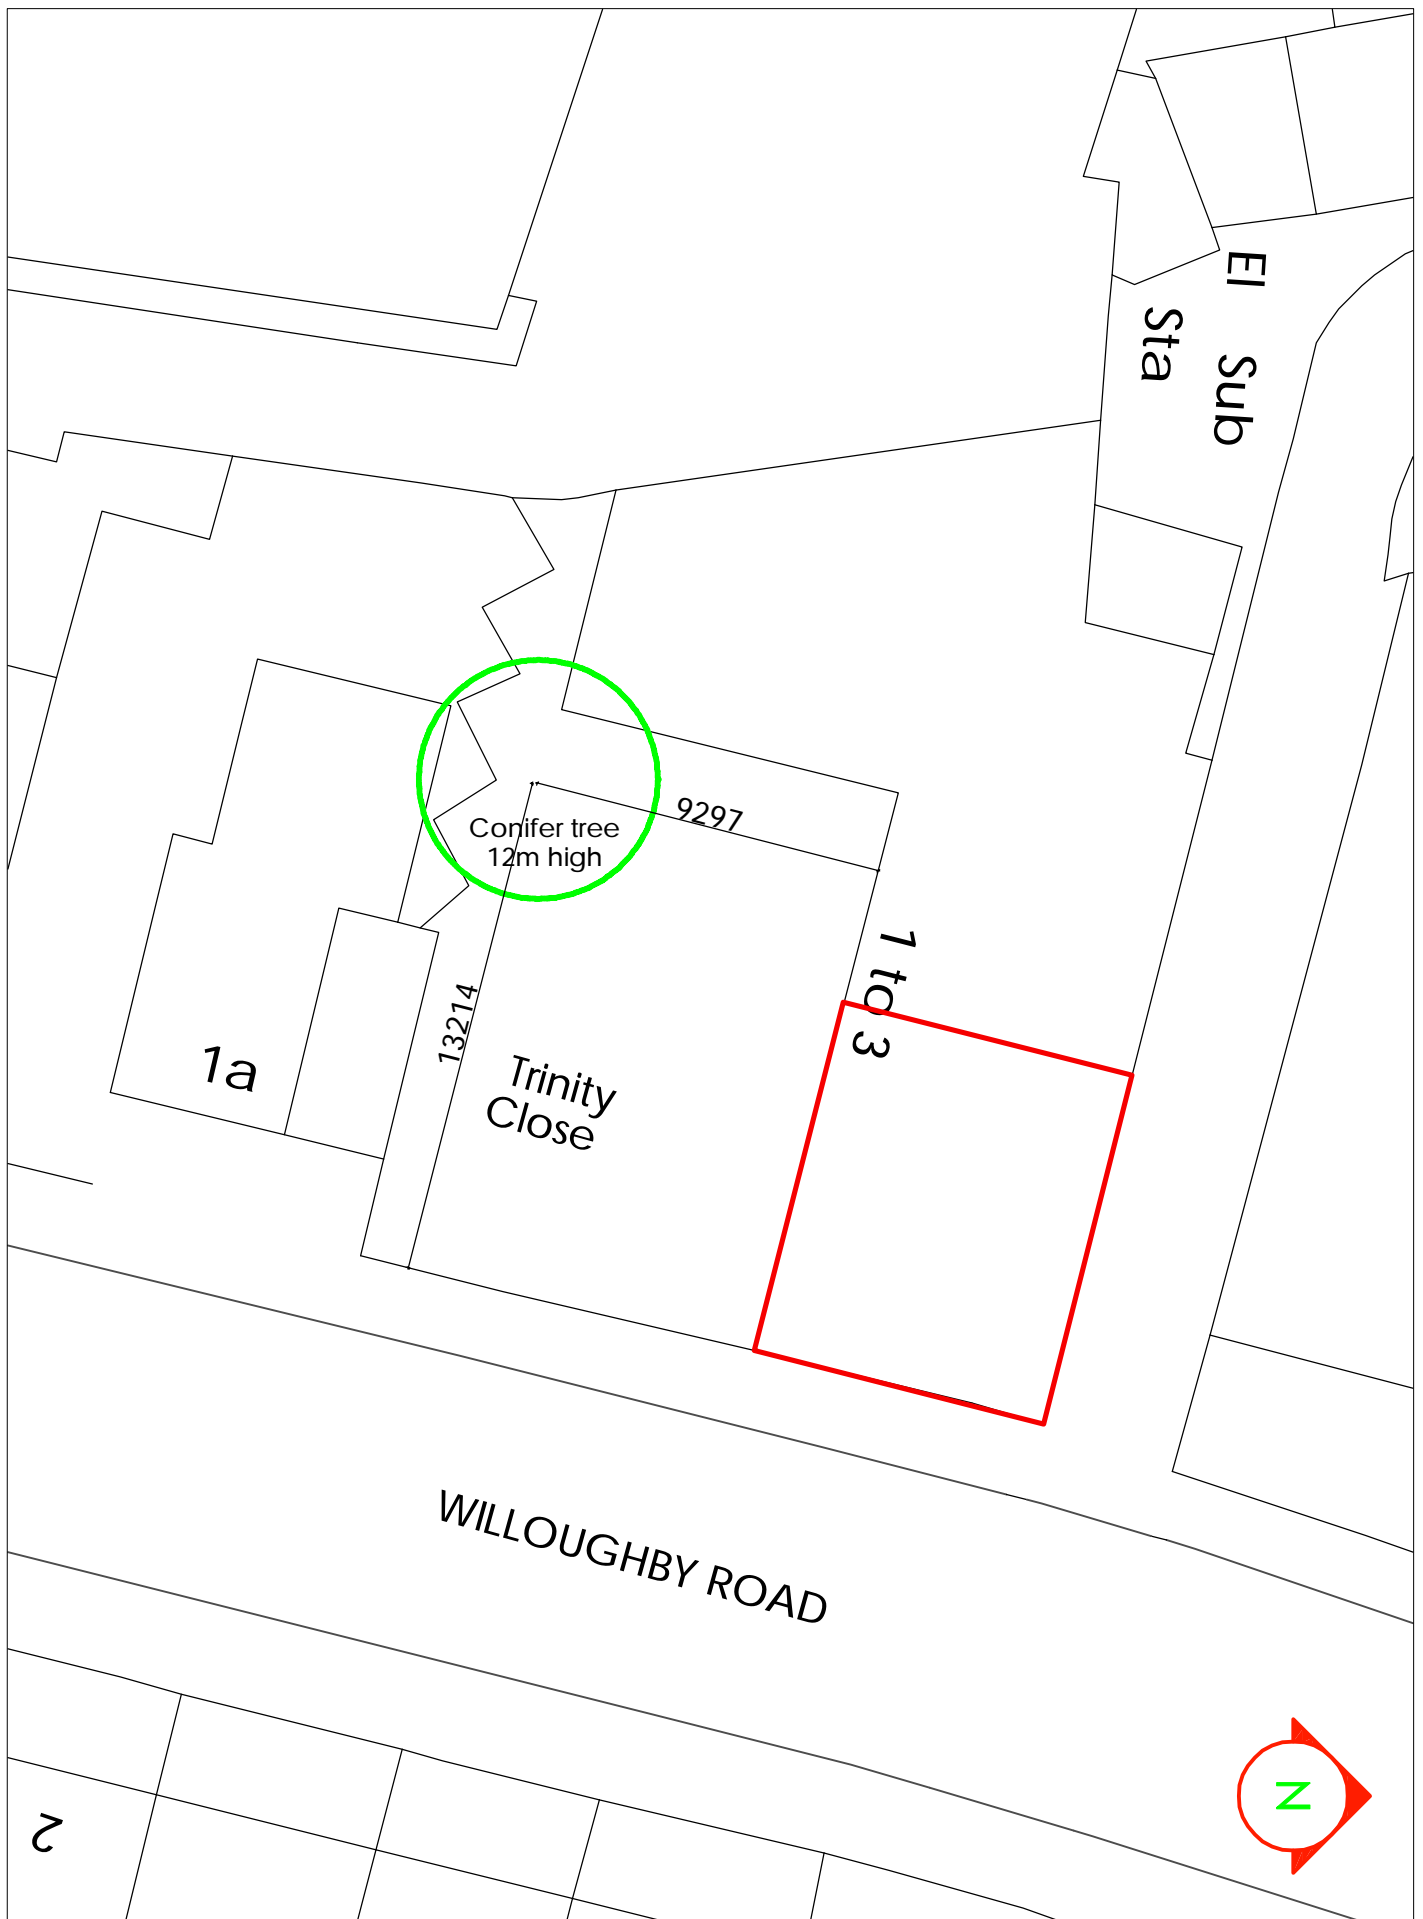 El Sub
Sta
9297
Conifer tree
12m high
1 to 3
13214
1a
Trinity
Close
WILLOUGHBY ROAD
N
2